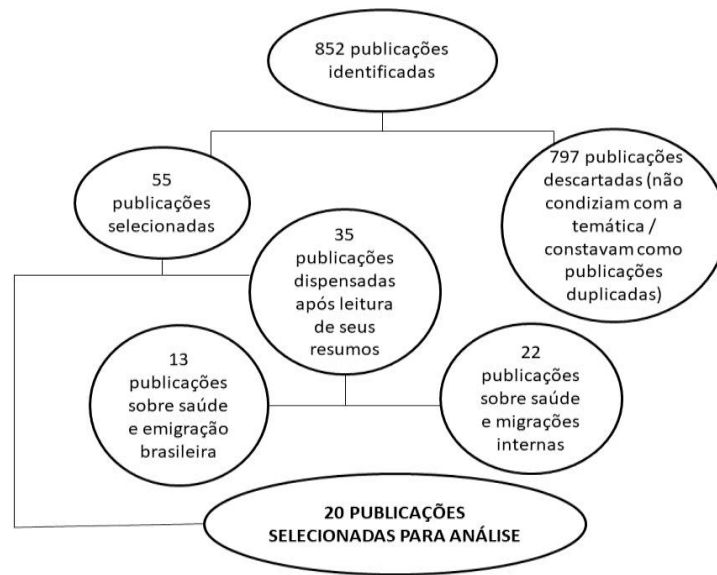 852 publicações
identificadas
55
publicações
selecionadas
797 publicações
descartadas (não
condiziam com a
temática /
constavam como
publicações
duplicadas)
35
publicações
dispensadas
após leitura
de seus
resumos
13
publicações
sobre saúde
e emigração
brasileira
22
publicações
sobre saúde
e migrações
internas
20 PUBLICAÇÕES
SELECIONADAS PARA ANÁLISE